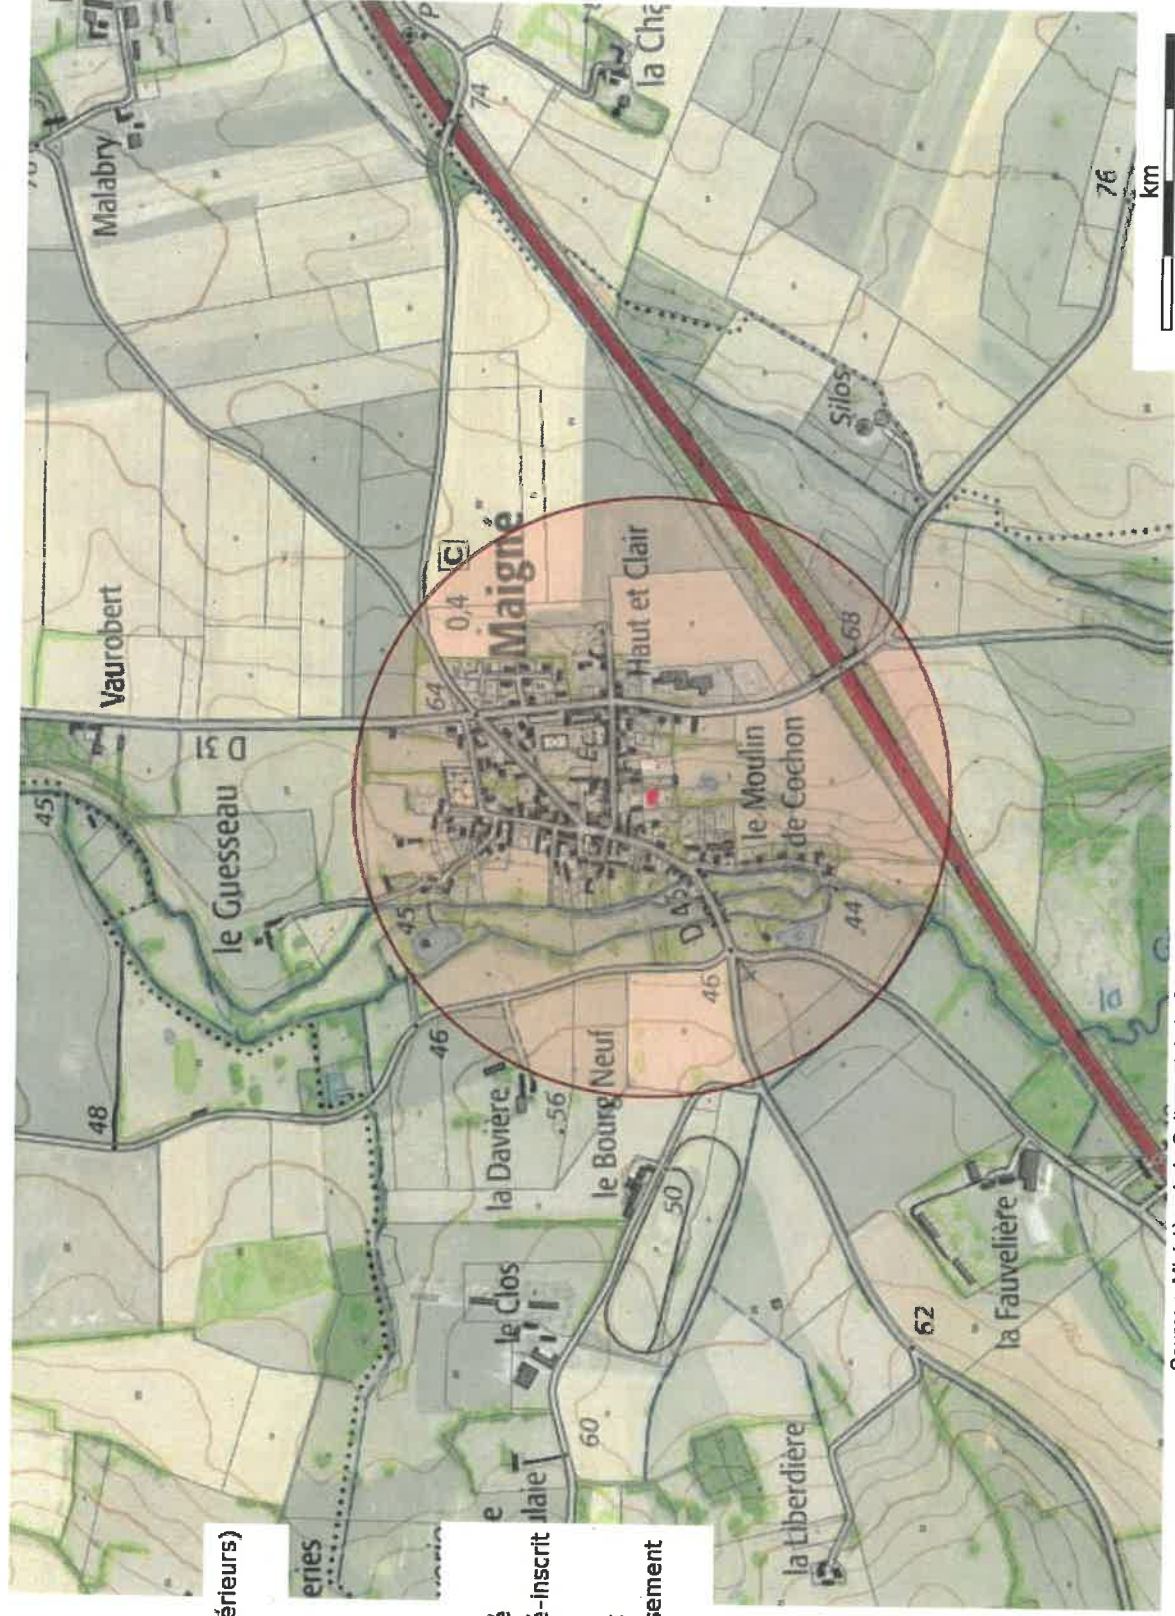 Malabry
74
la Cha
Vaurobert
D 31
45
le Guesseau
48
46
45
64
0,4
C
Maigné
Haut et Clair
Silos
76
km
68
le Moulin
de Cochon
D 45
44
46
la Davière
56
le Bourg Neuf
50
le Clos
60
ulaie
e
la Fauvelière
62
la Liberdière
la
érieurs)
eries
é-inscrit
sement